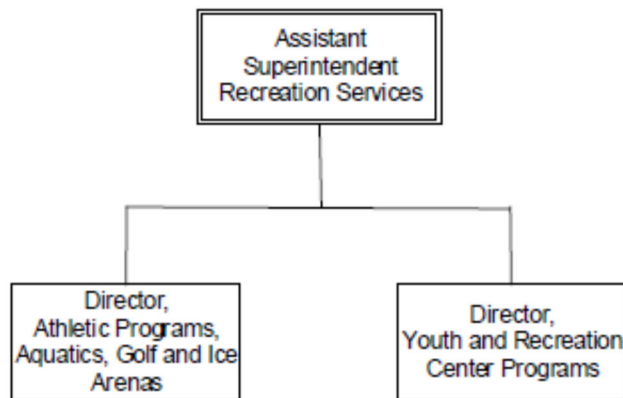 Assistant
Superintendent
Recreation Services
Director,
Athletic Programs,
Aquatics, Golf and Ice
Arenas
Director,
Youth and Recreation
Center Programs